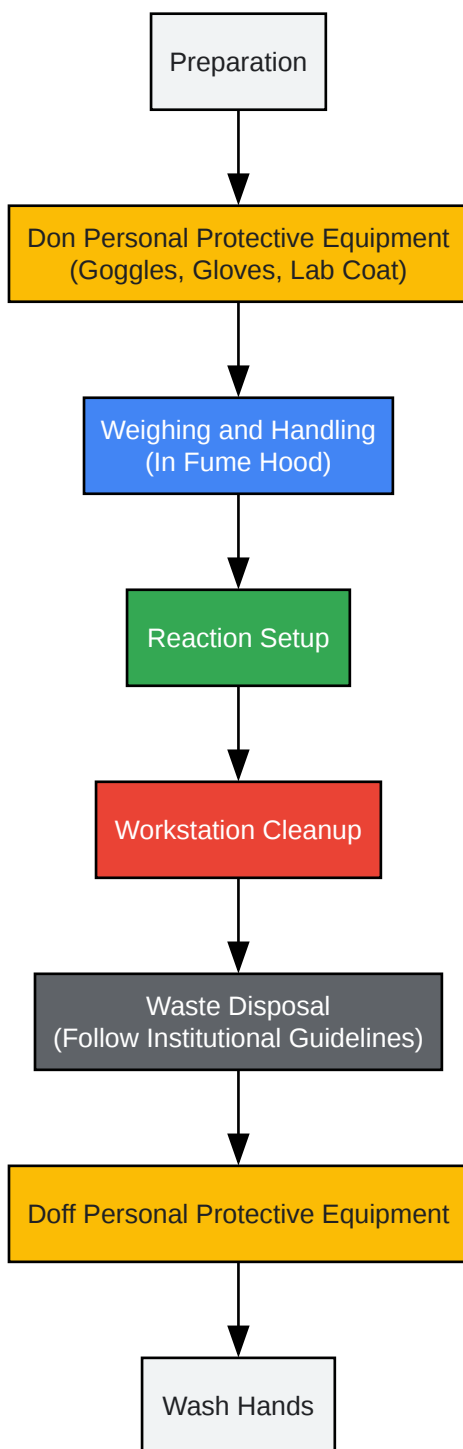 Preparation
Don Personal Protective Equipment
(Goggles, Gloves, Lab Coat)
Weighing and Handling
(In Fume Hood)
Reaction Setup
Workstation Cleanup
Waste Disposal
(Follow Institutional Guidelines)
Doff Personal Protective Equipment
Wash Hands